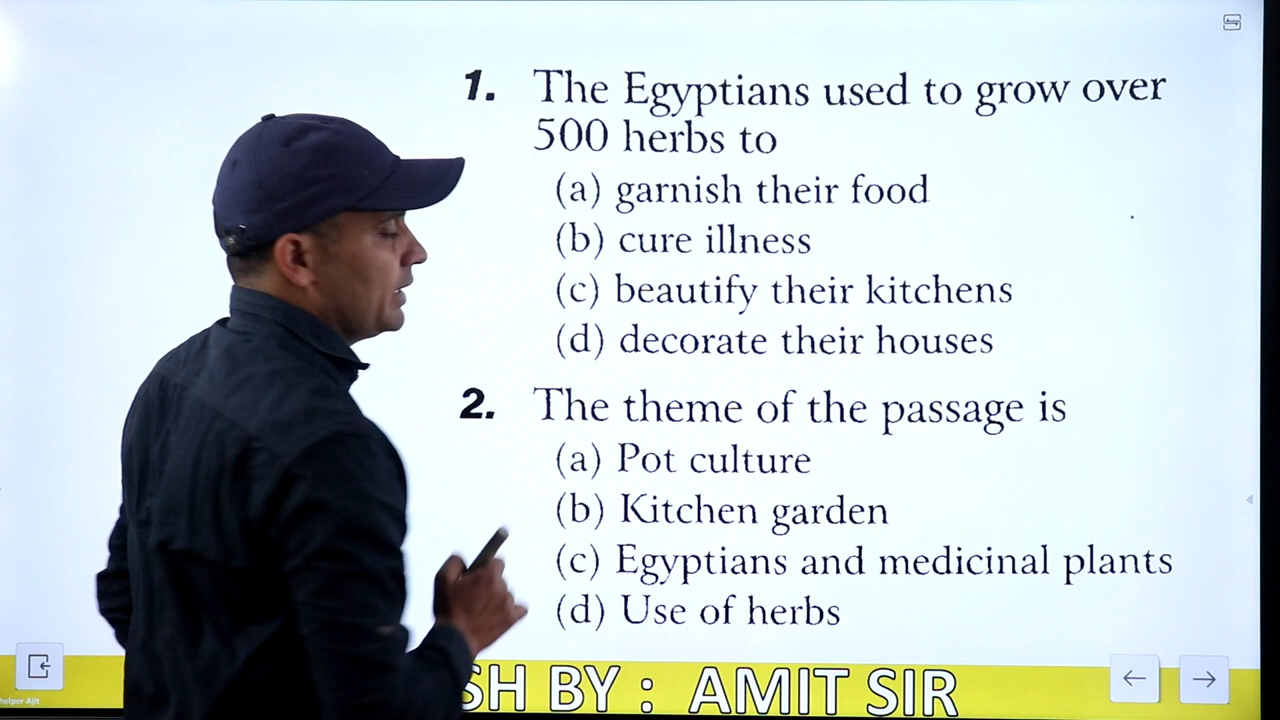 1. The Egyptians used to grow over
500 herbs to
(a) garnish their food
(b) cure illness
(c) beautify their kitchens
(d) decorate their houses
2. The theme of the passage is
(a) Pot culture
(b) Kitchen garden
(c) Egyptians and medicinal plants
(d) Use of herbs
SH BY : AMIT SIR
helper Ajit